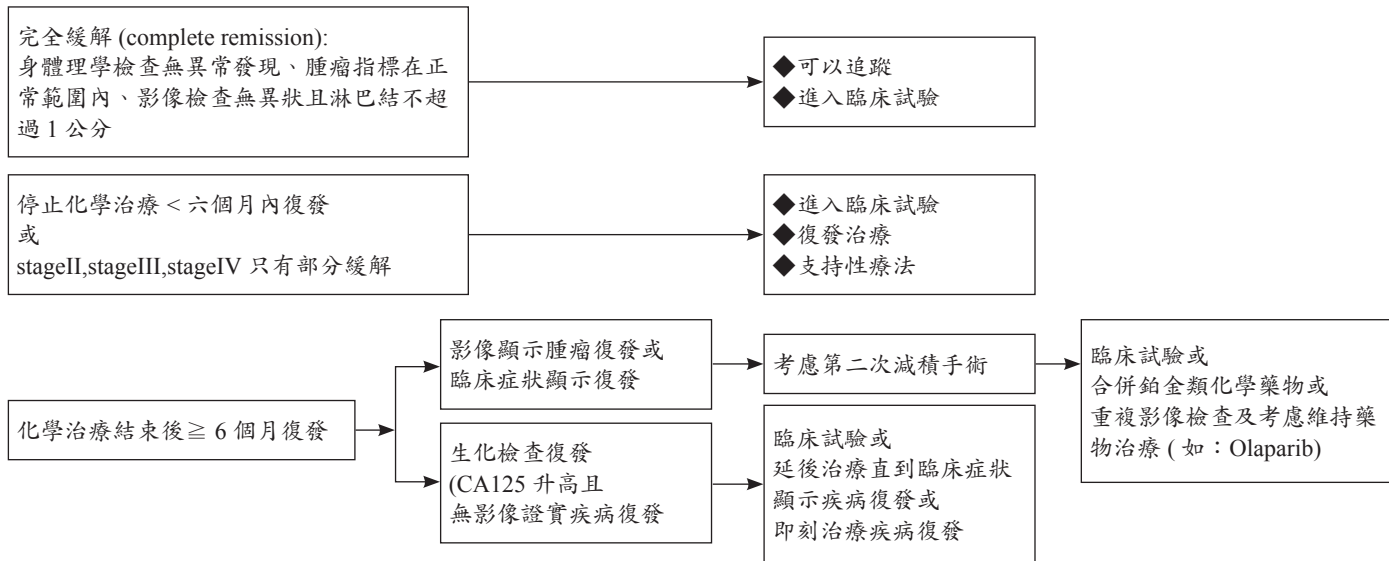 完全緩解 (complete remission):
身體理學檢查無異常發現、腫瘤指標在正
常範圍內、影像檢查無異狀且淋巴結不超
過 1 公分
◆可以追蹤
◆進入臨床試驗
停止化學治療 < 六個月內復發
或
stageII,stageIII,stageIV 只有部分緩解
◆進入臨床試驗
◆復發治療
◆支持性療法
化學治療結束後≧ 6 個月復發
影像顯示腫瘤復發或
臨床症狀顯示復發
考慮第二次減積手術
臨床試驗或
合併鉑金類化學藥物或
重複影像檢查及考慮維持藥
物治療 ( 如：Olaparib)
生化檢查復發
(CA125 升高且
無影像證實疾病復發
臨床試驗或
延後治療直到臨床症狀
顯示疾病復發或
即刻治療疾病復發